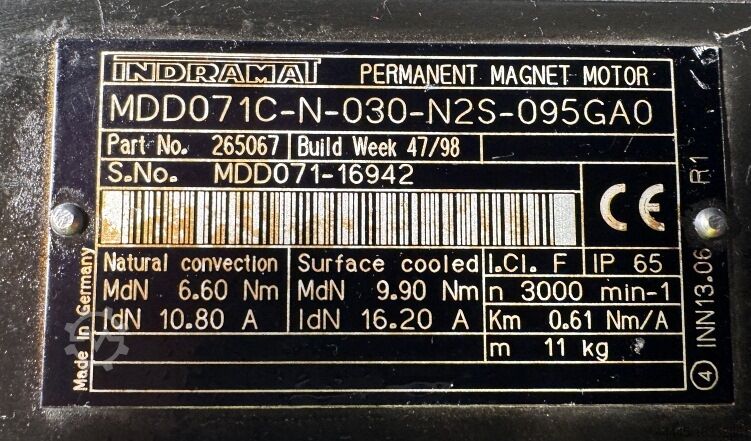 INDRAMAT PERMANENT MAGNET MOTOR
MDD071C-N-030-N2S-095GA0
Part No. 265067 Build Week 47/98
S.No. MDD071-16942
CE
Natural convection Surface cooled I.Cl. F IP 65
MdN 6.60 Nm MdN 9.90 Nm n 3000 min-1
IdN 10.80 A IdN 16.20 A Km 0.61 Nm/A
m 11 kg
Made In Germany
4 INN13.06 R1